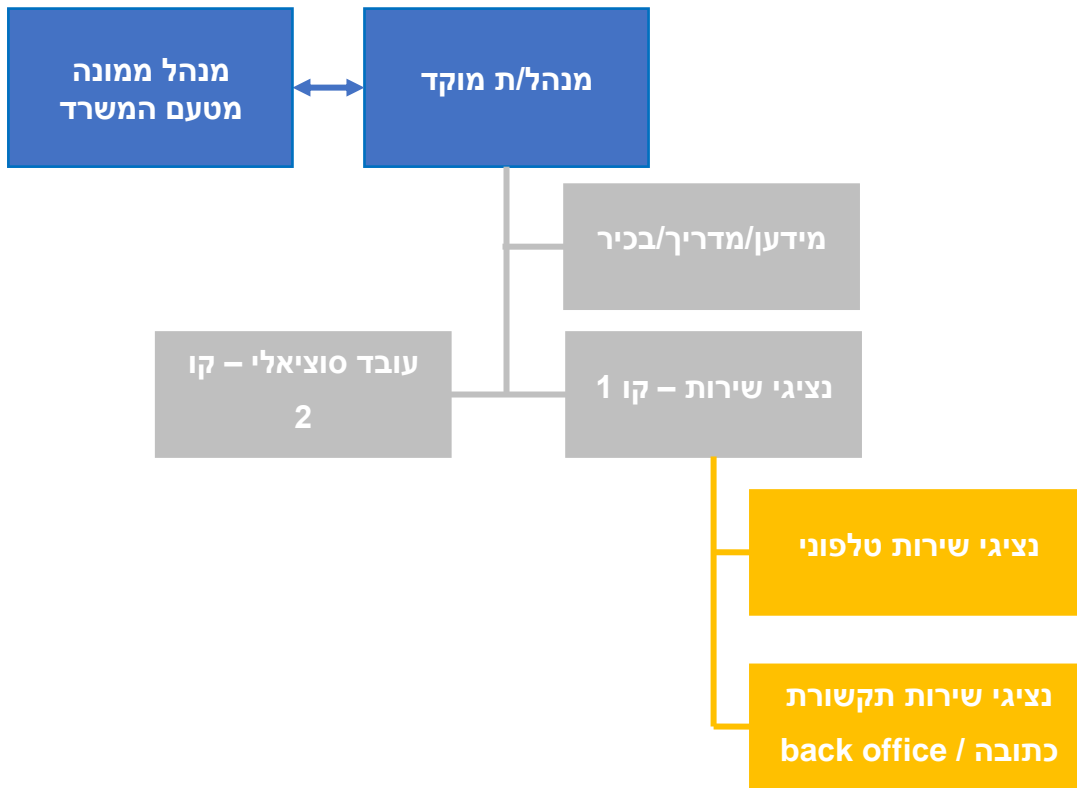 מנהל/ת מוקד
מנהל ממונה
מטעם המשרד
מידען/מדריך/בכיר
נציגי שירות – קו 1
עובד סוציאלי – קו
2
נציגי שירות טלפוני
נציגי שירות תקשורת
כתובה / back office